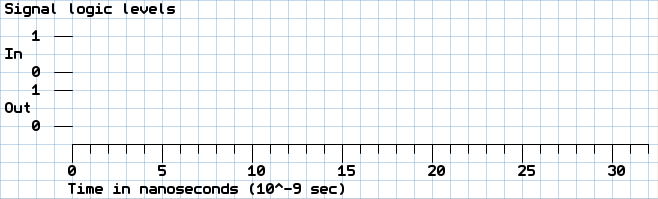 Signal logic levels
1
In
0
1
Out
0
0 5 10 15 20 25 30
Time in nanoseconds (10^-9 sec)